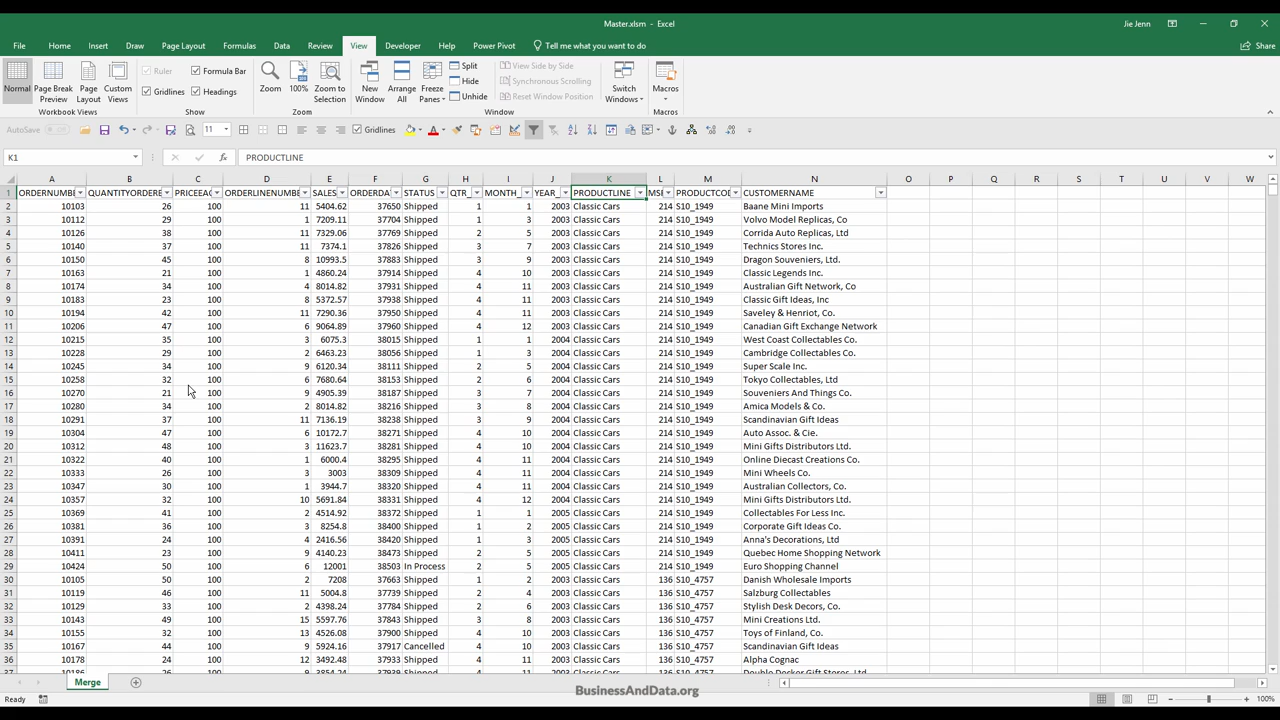 Master.xlsm - Excel
Jie Jenn
File Home Insert Draw Page Layout Formulas Data Review View Developer Help Power Pivot Tell me what you want to do Share
Normal Page Break Preview Page Layout Custom Views
Ruler Formula Bar
Gridlines Headings
Zoom 100% Zoom to Selection
New Window Arrange All Freeze Panes
Split
Hide
Unhide
View Side by Side
Synchronous Scrolling
Reset Window Position
Switch Windows Macros
Workbook Views Show Zoom Window Macros
AutoSave Off 11 Gridlines
K1 PRODUCTLINE
A B C D E F G H I J K L M N O P Q R S T U V W
1 ORDERNUMBE QUANTITYORDERE PRICEEAC ORDERLINENUMBE SALES ORDERDA STATUS QTR_ MONTH_ YEAR_ PRODUCTLINE MSI PRODUCTCOD CUSTOMERNAME
2 10103 26 100 11 5404.62 37650 Shipped 1 1 2003 Classic Cars 214 S10_1949 Baane Mini Imports
3 10112 29 100 1 7209.11 37704 Shipped 1 3 2003 Classic Cars 214 S10_1949 Volvo Model Replicas, Co
4 10126 38 100 11 7329.06 37769 Shipped 2 5 2003 Classic Cars 214 S10_1949 Corrida Auto Replicas, Ltd
5 10140 37 100 11 7374.1 37826 Shipped 3 7 2003 Classic Cars 214 S10_1949 Technics Stores Inc.
6 10150 45 100 8 10993.5 37883 Shipped 3 9 2003 Classic Cars 214 S10_1949 Dragon Souveniers, Ltd.
7 10163 21 100 1 4860.24 37914 Shipped 4 10 2003 Classic Cars 214 S10_1949 Classic Legends Inc.
8 10174 34 100 4 8014.82 37931 Shipped 4 11 2003 Classic Cars 214 S10_1949 Australian Gift Network, Co
9 10183 23 100 8 5372.57 37938 Shipped 4 11 2003 Classic Cars 214 S10_1949 Classic Gift Ideas, Inc
10 10194 42 100 11 7290.36 37950 Shipped 4 11 2003 Classic Cars 214 S10_1949 Saveley & Henriot, Co.
11 10206 47 100 6 9064.89 37960 Shipped 4 12 2003 Classic Cars 214 S10_1949 Canadian Gift Exchange Network
12 10215 35 100 3 6075.3 38015 Shipped 1 1 2004 Classic Cars 214 S10_1949 West Coast Collectables Co.
13 10228 29 100 2 6463.23 38056 Shipped 1 3 2004 Classic Cars 214 S10_1949 Cambridge Collectables Co.
14 10245 34 100 9 6120.34 38111 Shipped 2 5 2004 Classic Cars 214 S10_1949 Super Scale Inc.
15 10258 32 100 6 7680.64 38153 Shipped 2 6 2004 Classic Cars 214 S10_1949 Tokyo Collectables, Ltd
16 10270 21 100 9 4905.39 38187 Shipped 3 7 2004 Classic Cars 214 S10_1949 Souveniers And Things Co.
17 10280 34 100 2 8014.82 38216 Shipped 3 8 2004 Classic Cars 214 S10_1949 Amica Models & Co.
18 10291 37 100 11 7136.19 38238 Shipped 3 9 2004 Classic Cars 214 S10_1949 Scandinavian Gift Ideas
19 10304 47 100 6 10172.7 38271 Shipped 4 10 2004 Classic Cars 214 S10_1949 Auto Assoc. & Cie.
20 10312 48 100 3 11623.7 38281 Shipped 4 10 2004 Classic Cars 214 S10_1949 Mini Gifts Distributors Ltd.
21 10322 40 100 1 6000.4 38295 Shipped 4 11 2004 Classic Cars 214 S10_1949 Online Diecast Creations Co.
22 10333 26 100 3 3003 38309 Shipped 4 11 2004 Classic Cars 214 S10_1949 Mini Wheels Co.
23 10347 30 100 1 3944.7 38320 Shipped 4 11 2004 Classic Cars 214 S10_1949 Australian Collectors, Co.
24 10357 32 100 10 5691.84 38331 Shipped 4 12 2004 Classic Cars 214 S10_1949 Mini Gifts Distributors Ltd.
25 10369 41 100 2 4514.92 38372 Shipped 1 1 2005 Classic Cars 214 S10_1949 Collectables For Less Inc.
26 10381 36 100 3 8254.8 38400 Shipped 1 2 2005 Classic Cars 214 S10_1949 Corporate Gift Ideas Co.
27 10391 24 100 4 2416.56 38420 Shipped 1 3 2005 Classic Cars 214 S10_1949 Anna's Decorations, Ltd
28 10411 23 100 9 4140.23 38473 Shipped 2 5 2005 Classic Cars 214 S10_1949 Quebec Home Shopping Network
29 10424 50 100 6 12001 38503 In Process 2 5 2005 Classic Cars 214 S10_1949 Euro Shopping Channel
30 10105 50 100 2 7208 37663 Shipped 1 2 2003 Classic Cars 136 S10_4757 Danish Wholesale Imports
31 10119 46 100 11 5004.8 37739 Shipped 2 4 2003 Classic Cars 136 S10_4757 Salzburg Collectables
32 10129 33 100 2 4398.24 37784 Shipped 2 6 2003 Classic Cars 136 S10_4757 Stylish Desk Decors, Co.
33 10143 49 100 15 5597.76 37843 Shipped 3 8 2003 Classic Cars 136 S10_4757 Mini Creations Ltd.
34 10155 32 100 13 4526.08 37900 Shipped 4 10 2003 Classic Cars 136 S10_4757 Toys of Finland, Co.
35 10167 44 100 9 5924.16 37917 Cancelled 4 10 2003 Classic Cars 136 S10_4757 Scandinavian Gift Ideas
36 10178 24 100 12 3492.48 37933 Shipped 4 11 2003 Classic Cars 136 S10_4757 Alpha Cognac
37 10186 26 100 9 3854.24 37939 Shipped 4 11 2003 Classic Cars 136 S10_4757 Double Decker Gift Stores, Ltd
Merge
BusinessAndData.org
Ready 100%